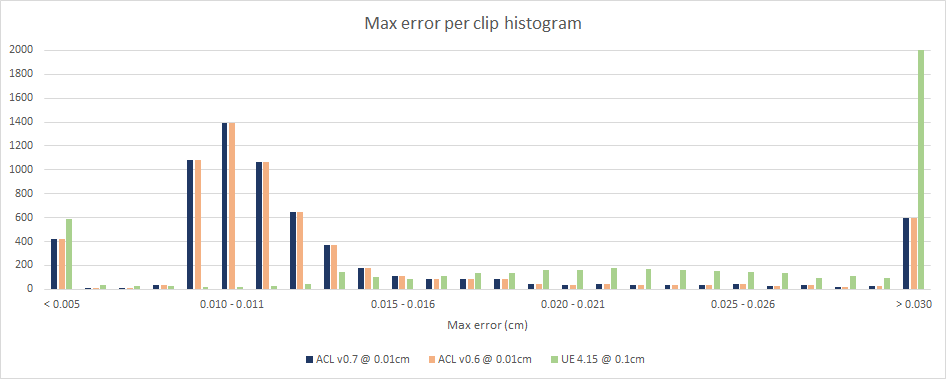 Max error per clip histogram
2000
1800
1600
1400
1200
1000
800
600
400
200
0
< 0.005 0.010 - 0.011 0.015 - 0.016 0.020 - 0.021 0.025 - 0.026 > 0.030
Max error (cm)
ACL v0.7 @ 0.01cm ACL v0.6 @ 0.01cm UE 4.15 @ 0.1cm